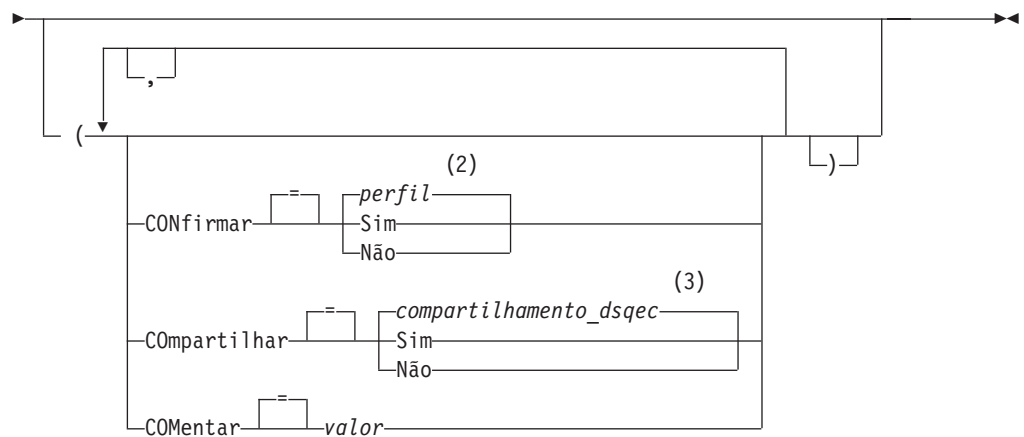 ,
(
)
(2)
=
perfil
CONfirmar
Sim
Não
(3)
=
compartilhamento_dsqec
COmpartilhar
Sim
Não
=
COMentar
valor